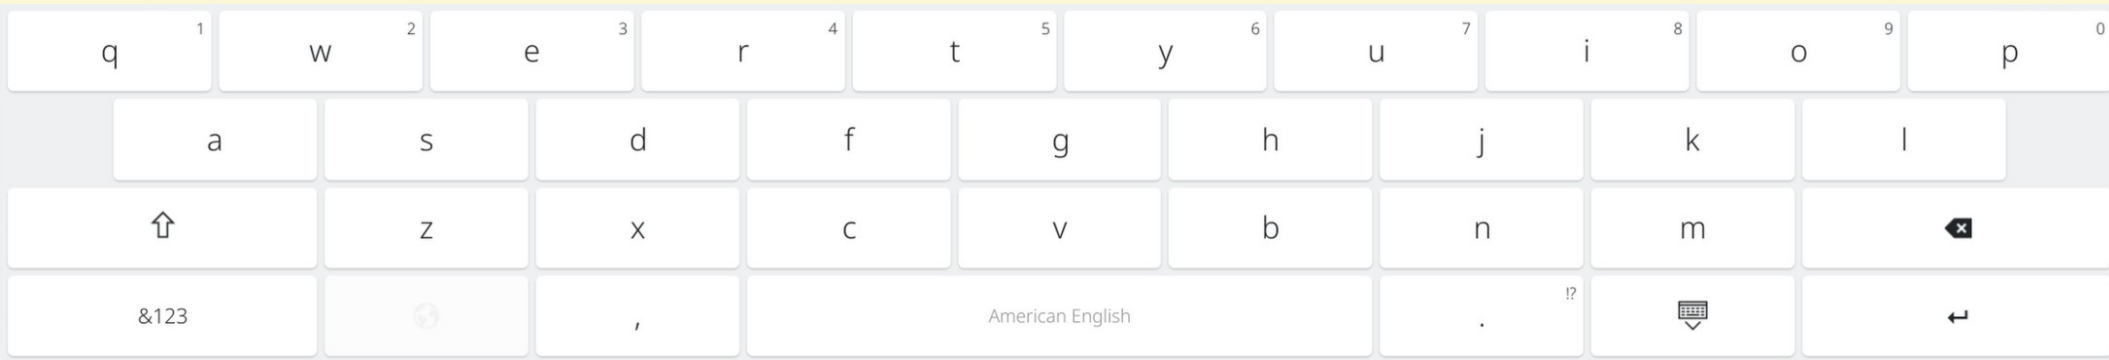 q 1 w 2 e 3 r 4 t 5 y 6 u 7 i 8 o 9 p 0
a s d f g h j k l
z x c v b n m
&123 , American English . !?